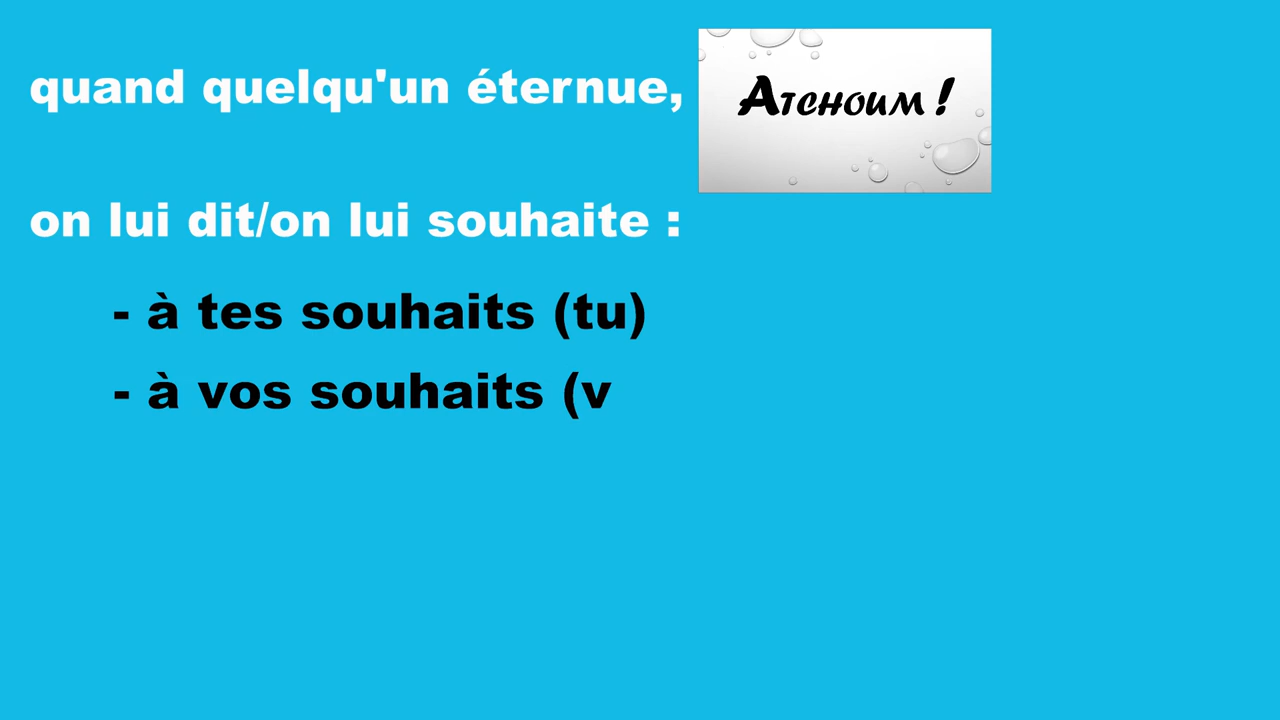 quand quelqu'un éternue,
Atchoum !
on lui dit/on lui souhaite :
- à tes souhaits (tu)
- à vos souhaits (v